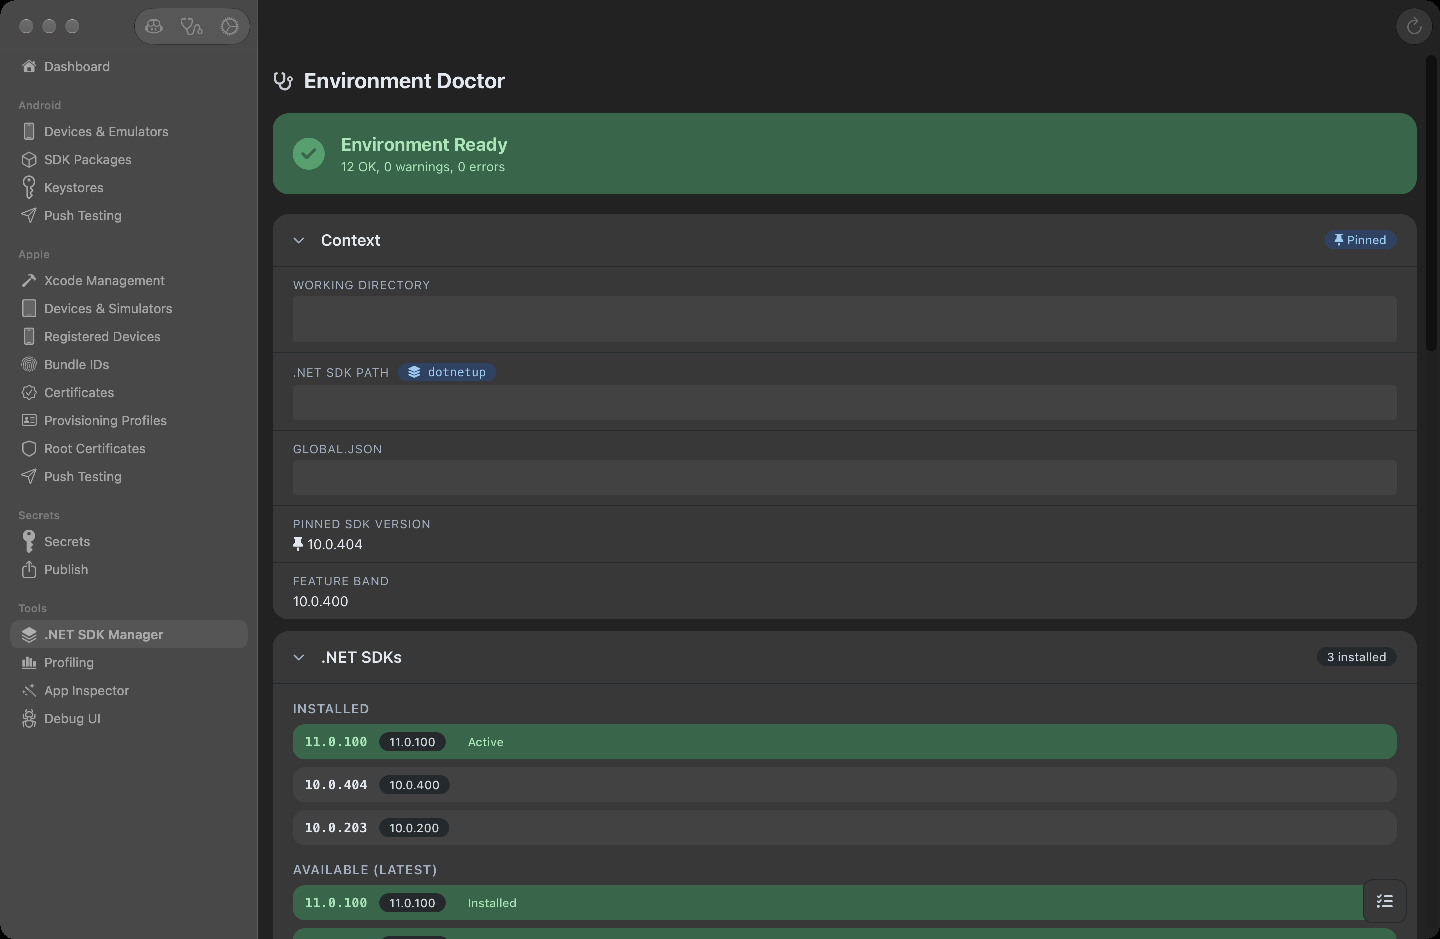 Dashboard
Android
Devices & Emulators
SDK Packages
Keystores
Push Testing
Apple
Xcode Management
Devices & Simulators
Registered Devices
Bundle IDs
Certificates
Provisioning Profiles
Root Certificates
Push Testing
Secrets
Secrets
Publish
Tools
.NET SDK Manager
Profiling
App Inspector
Debug UI
Environment Doctor
Environment Ready
12 OK, 0 warnings, 0 errors
Context
Pinned
WORKING DIRECTORY
.NET SDK PATH dotnetup
GLOBAL.JSON
PINNED SDK VERSION
10.0.404
FEATURE BAND
10.0.400
.NET SDKs
3 installed
INSTALLED
11.0.100 11.0.100 Active
10.0.404 10.0.400
10.0.203 10.0.200
AVAILABLE (LATEST)
11.0.100 11.0.100 Installed